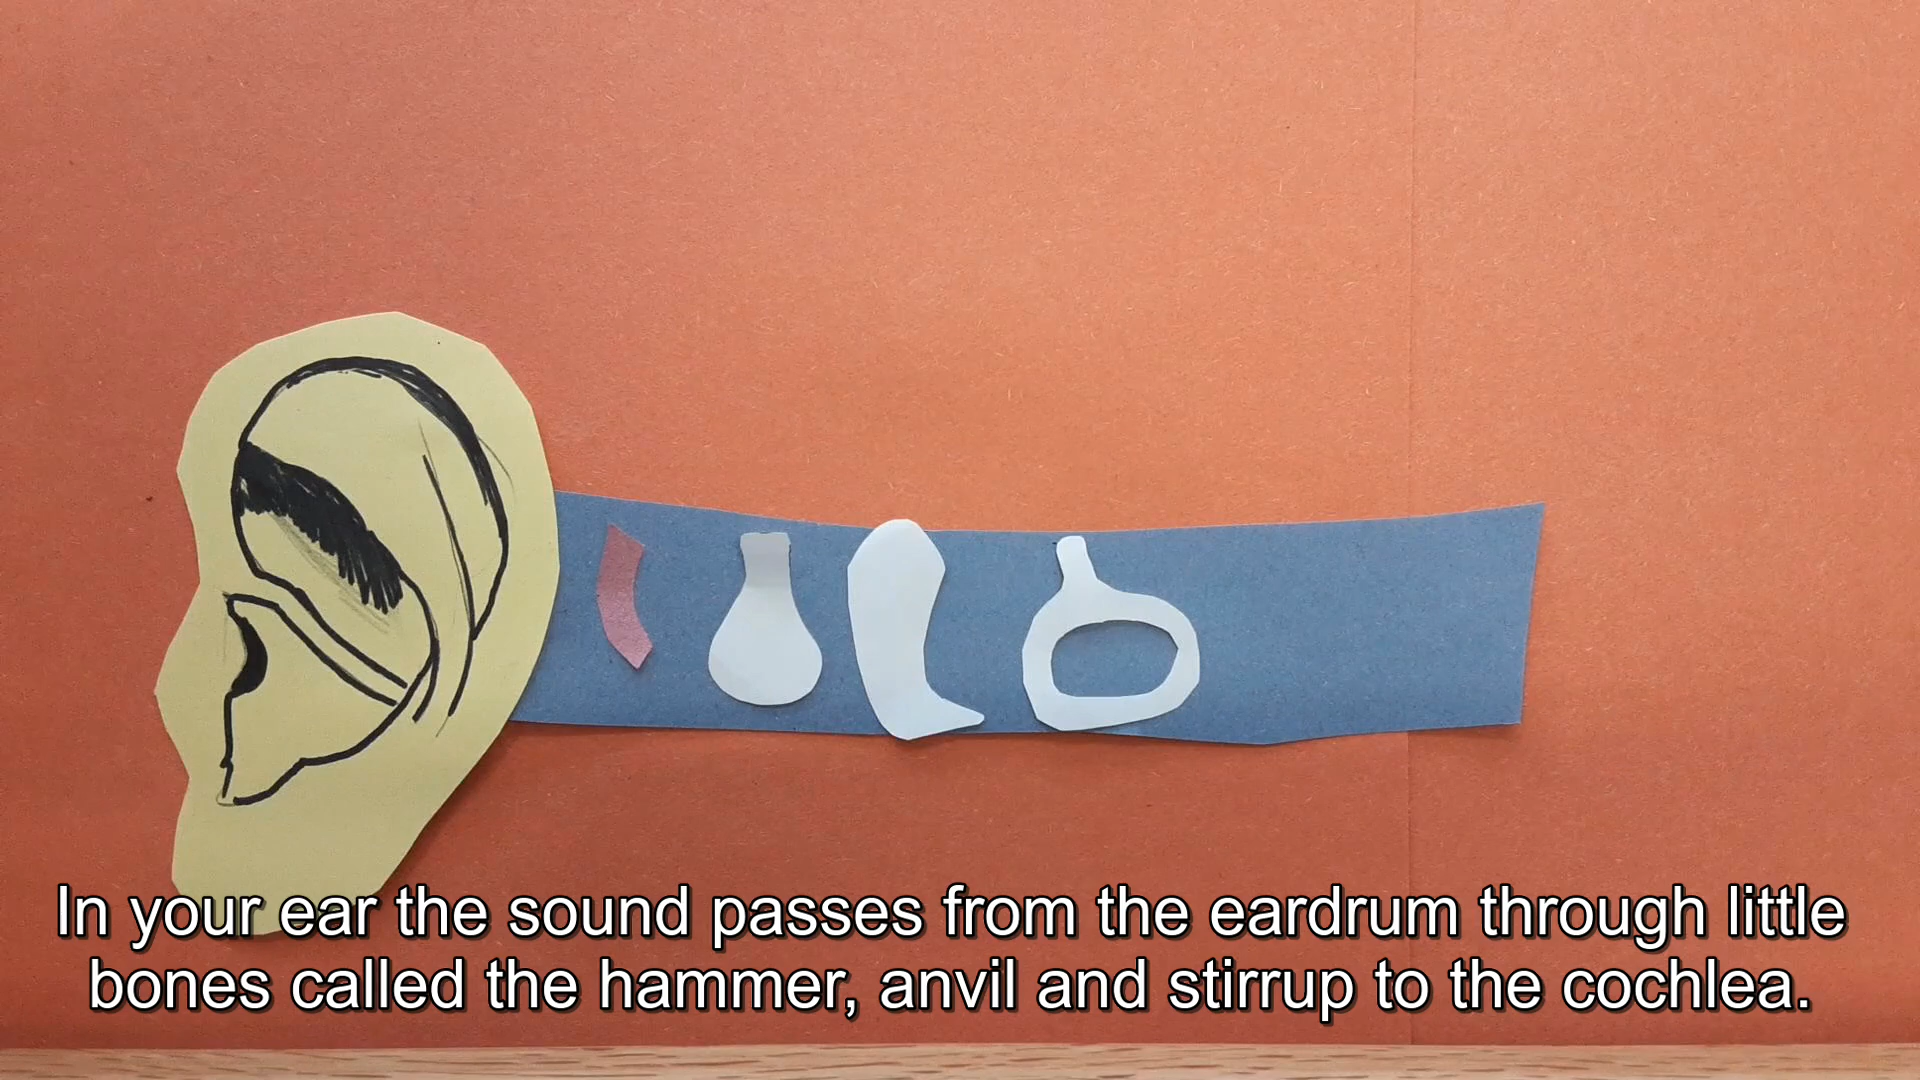 In your ear the sound passes from the eardrum through little
bones called the hammer, anvil and stirrup to the cochlea.